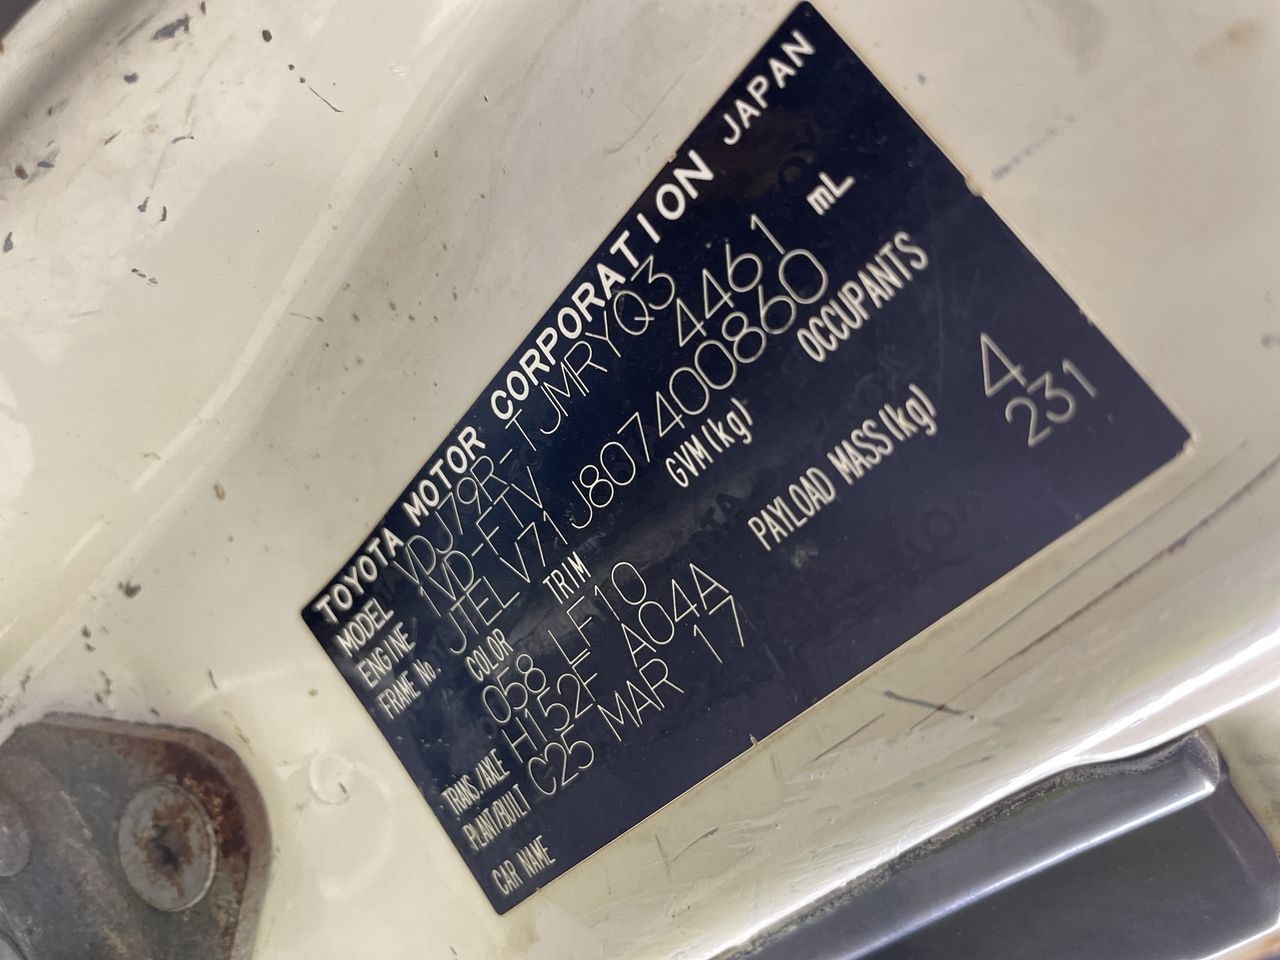 TOYOTA MOTOR CORPORATION JAPAN
MODEL VDJ79R-TJMRYQ3
ENGINE 1VD-FTV 4461 mL
FRAME No. JTELV71J807400860
COLOR TRIM GVM(kg) OCCUPANTS
058 LF10 4
TRANS./AXLE H152F A04A PAYLOAD MASS(kg) 231
PLANT/BUILT C25 MAR 17
CAR NAME